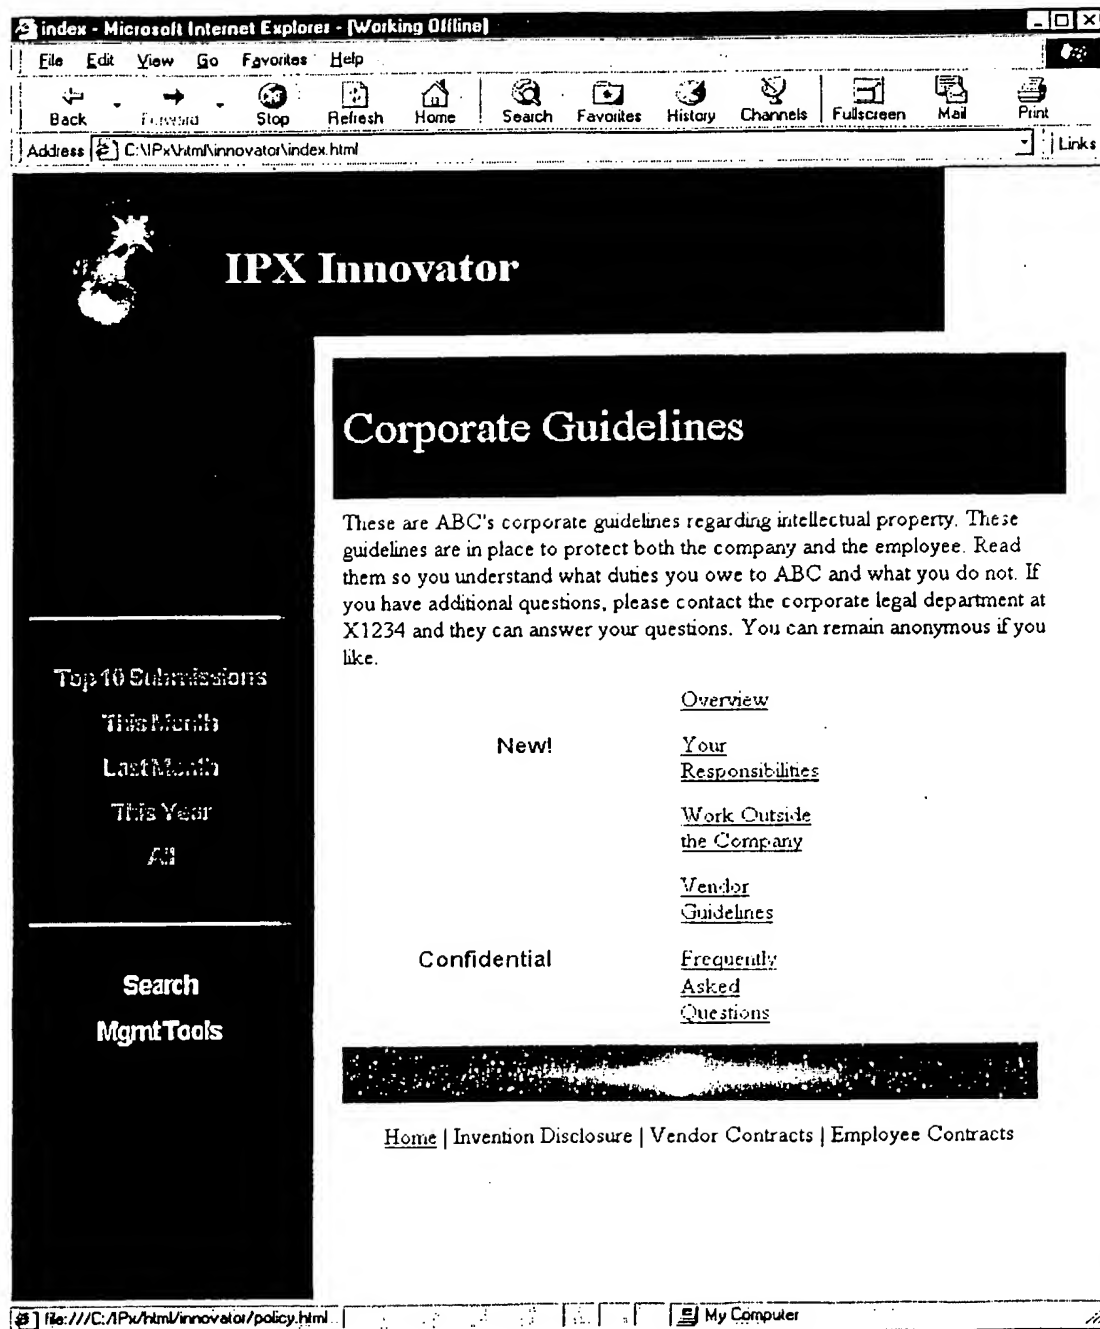 index - Microsoft Internet Explorer - [Working Offline]
File Edit View Go Favorites Help
Back Forward Stop Refresh Home Search Favorites History Channels Fullscreen Mail Print
Address C:\IPx\html\innovator\index.html Links
IPX Innovator
Corporate Guidelines
These are ABC's corporate guidelines regarding intellectual property. These
guidelines are in place to protect both the company and the employee. Read
them so you understand what duties you owe to ABC and what you do not. If
you have additional questions, please contact the corporate legal department at
X1234 and they can answer your questions. You can remain anonymous if you
like.
Top 10 Submissions
This Month
Last Month
This Year
All
Search
Mgmt Tools
Overview
New! Your
Responsibilities
Work Outside
the Company
Vendor
Guidelines
Confidential Frequently
Asked
Questions
Home | Invention Disclosure | Vendor Contracts | Employee Contracts
file:///C:/IPx/html/innovator/policy.html My Computer